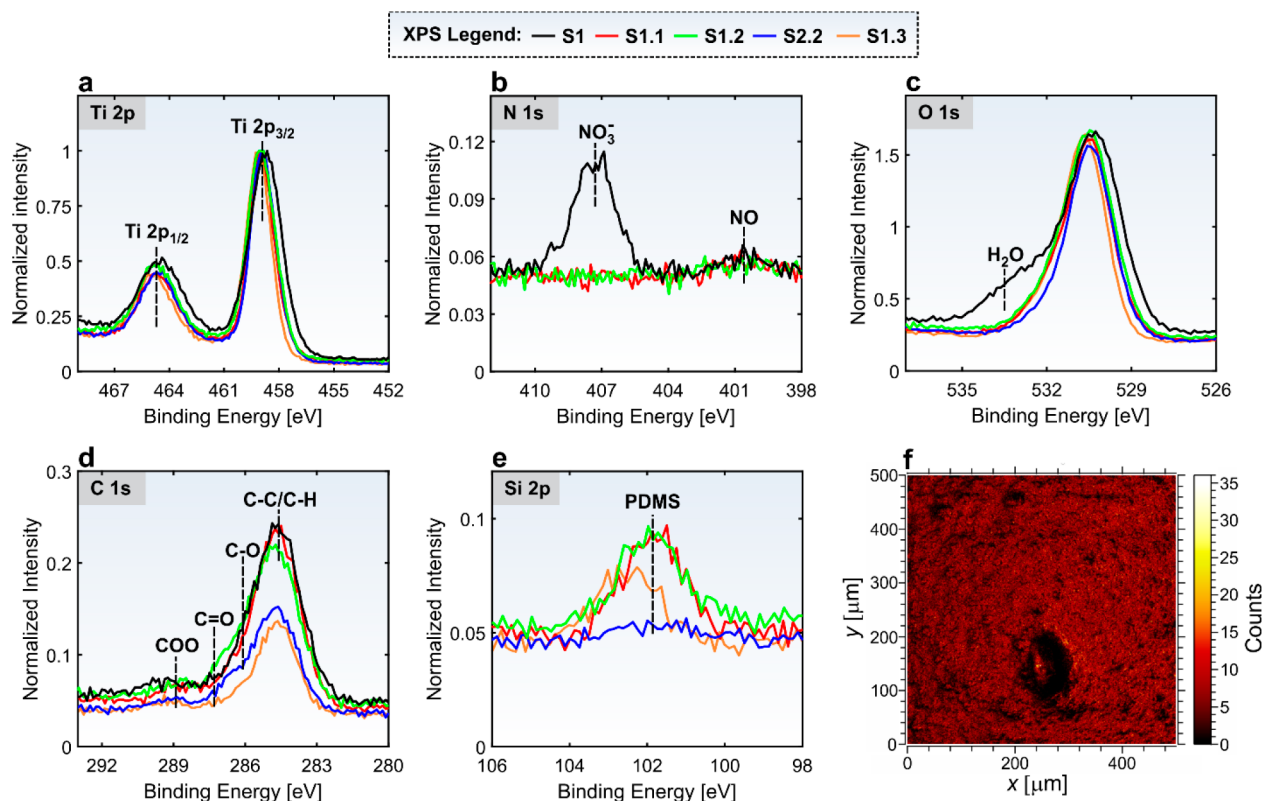 XPS Legend: S1 S1.1 S1.2 S2.2 S1.3
a
Ti 2p
Ti 2p3/2
Ti 2p1/2
Normalized intensity
1
0.75
0.5
0.25
0
467 464 461 458 455 452
Binding Energy [eV]
b
N 1s
NO3-
NO
Normalized Intensity
0.12
0.09
0.06
0.03
0
410 407 404 401 398
Binding Energy [eV]
c
O 1s
H2O
Normalized Intensity
1.5
1
0.5
0
535 532 529 526
Binding Energy [eV]
d
C 1s
C-C/C-H
C-O
C=O
COO
Normalized Intensity
0.3
0.2
0.1
0
292 289 286 283 280
Binding Energy [eV]
e
Si 2p
PDMS
Normalized Intensity
0.1
0.05
0
106 104 102 100 98
Binding Energy [eV]
f
500
400
300
200
100
0
y [µm]
0 200 400
x [µm]
35
30
25
20
15
10
5
0
Counts